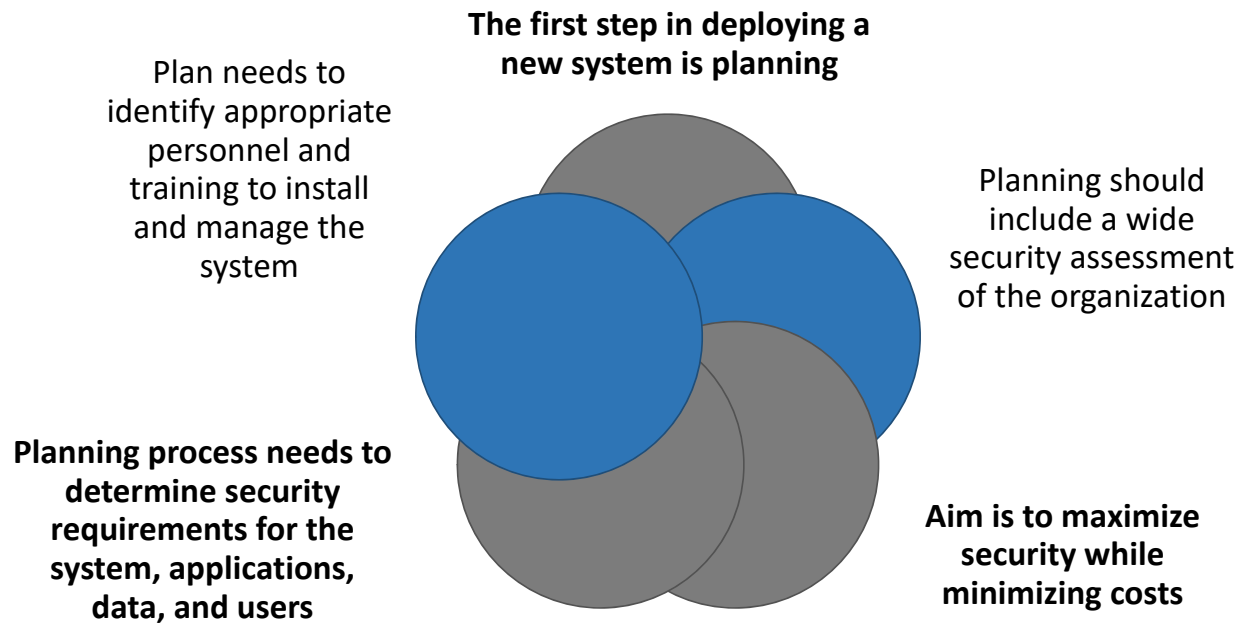 The first step in deploying a
new system is planning
Plan needs to
identify appropriate
personnel and
training to install
and manage the
system
Planning should
include a wide
security assessment
of the organization
Planning process needs to
determine security
requirements for the
system, applications,
data, and users
Aim is to maximize
security while
minimizing costs